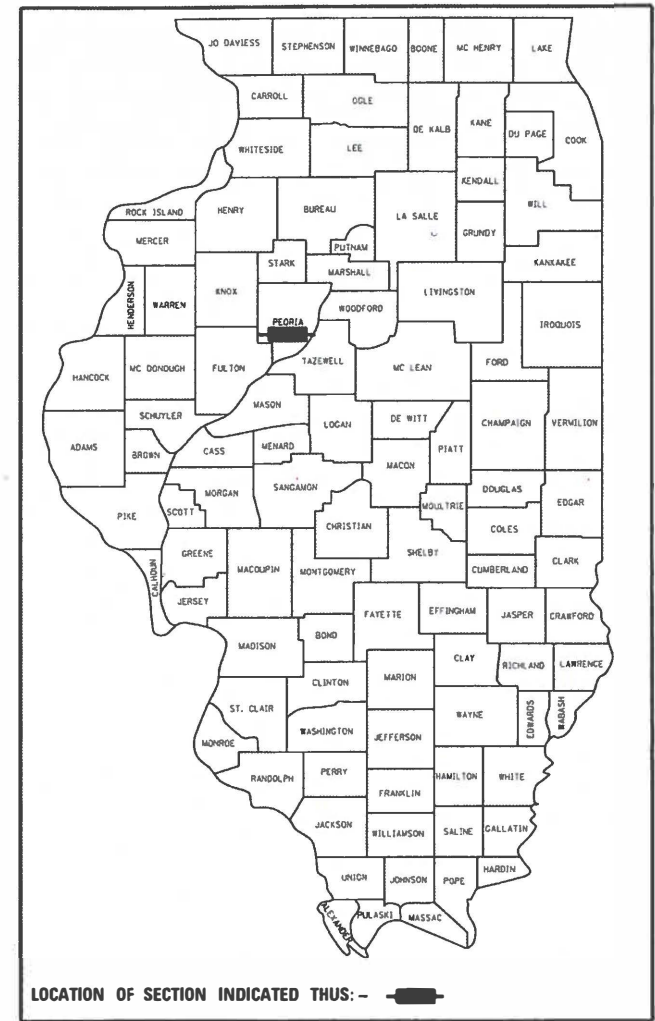 JO DAVIESS STEPHENSON WINNEBAGO BOONE MC HENRY LAKE
CARROLL OGLE
DE KALB KANE DU PAGE COOK
WHITESIDE LEE
KENDALL
ROCK ISLAND HENRY BUREAU LA SALLE WILL
GRUNDY
MERCER PUTNAM
STARK MARSHALL KANKAKEE
HENDERSON WARREN KNOX LIVINGSTON
WOODFORD
PEORIA IROQUOIS
HANCOCK MC DONOUGH FULTON TAZEWELL MC LEAN FORD
MASON
SCHUYLER LOGAN DE WITT CHAMPAIGN VERMILION
ADAMS BROWN CASS MENARD PIATT
MACON
PIKE SCOTT MORGAN SANGAMON MOULTRIE DOUGLAS EDGAR
CHRISTIAN COLES
CALHOUN GREENE MACOUPIN MONTGOMERY SHELBY CUMBERLAND CLARK
JERSEY FAYETTE EFFINGHAM JASPER CRAWFORD
MADISON BOND
CLAY RICHLAND LAWRENCE
CLINTON MARION
ST. CLAIR WAYNE EDWARDS WABASH
MONROE WASHINGTON JEFFERSON
RANDOLPH PERRY HAMILTON WHITE
FRANKLIN
JACKSON WILLIAMSON SALINE GALLATIN
UNION JOHNSON POPE HARDIN
ALEXANDER PULASKI MASSAC
LOCATION OF SECTION INDICATED THUS: -